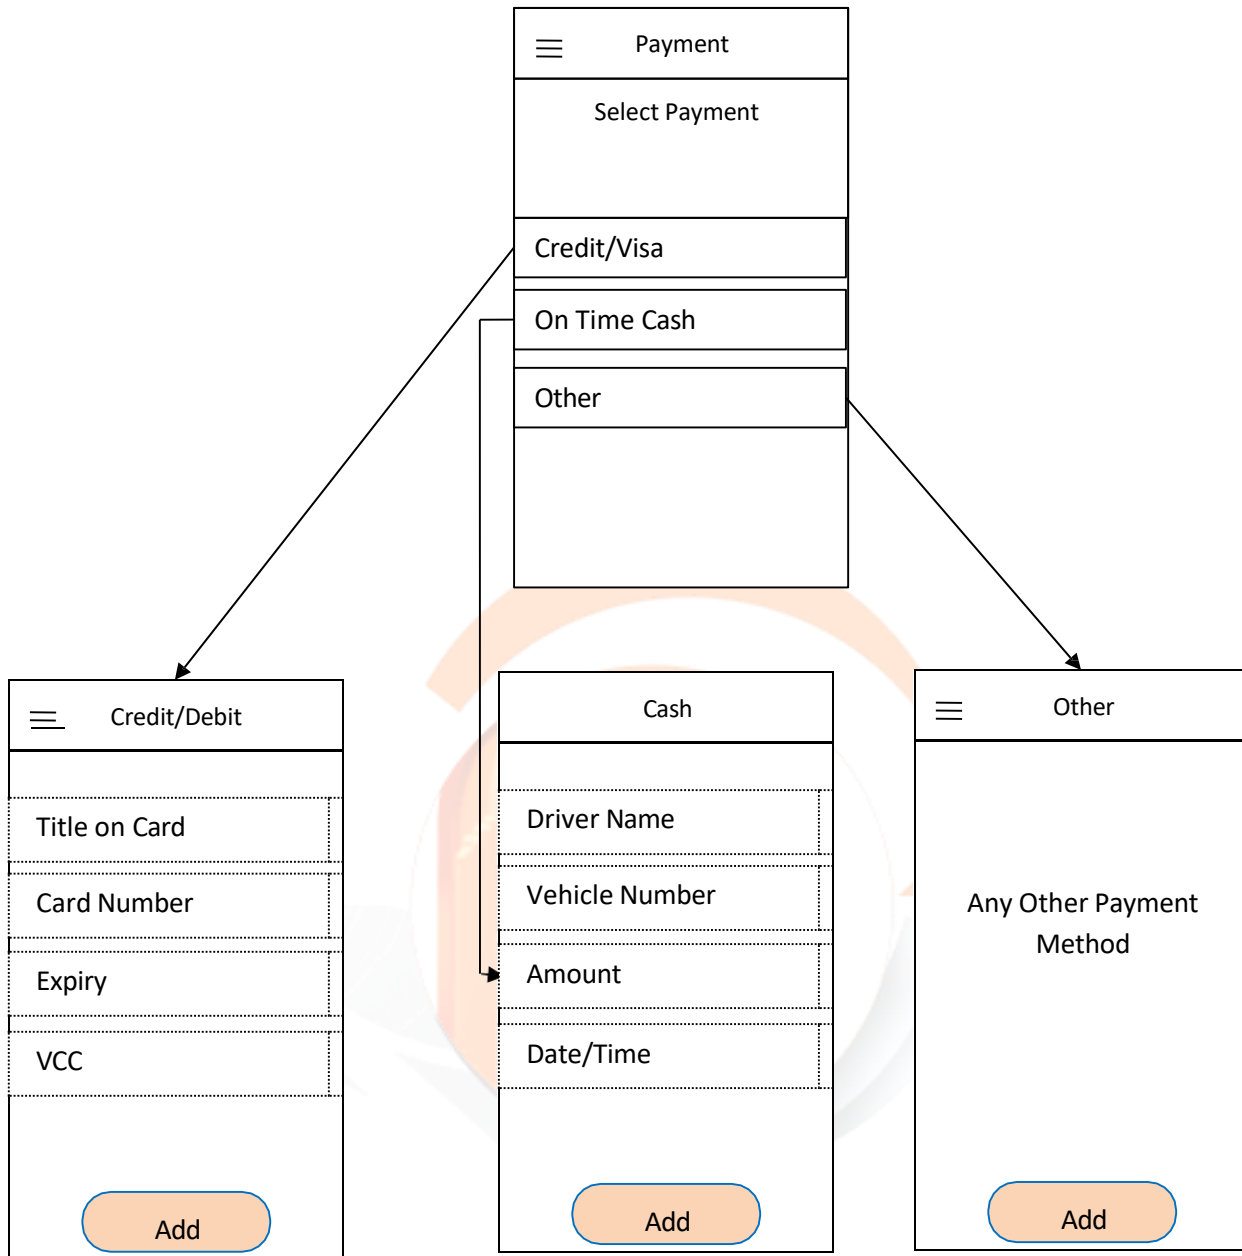 Payment
Select Payment
Credit/Visa
On Time Cash
Other
Credit/Debit
Title on Card
Card Number
Expiry
VCC
Add
Cash
Driver Name
Vehicle Number
Amount
Date/Time
Add
Other
Any Other Payment
Method
Add